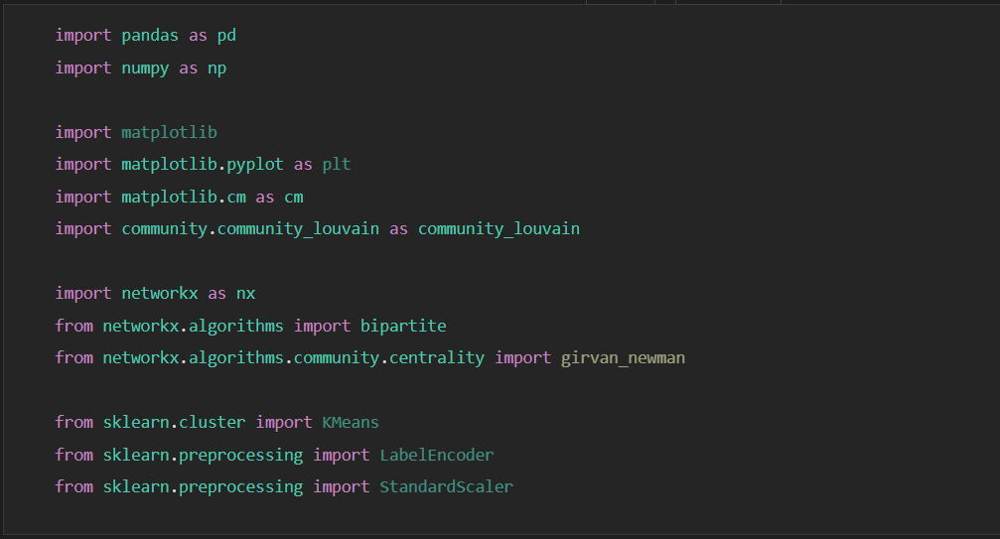 import pandas as pd
import numpy as np
import matplotlib
import matplotlib.pyplot as plt
import matplotlib.cm as cm
import community.community_louvain as community_louvain
import networkx as nx
from networkx.algorithms import bipartite
from networkx.algorithms.community.centrality import girvan_newman
from sklearn.cluster import KMeans
from sklearn.preprocessing import LabelEncoder
from sklearn.preprocessing import StandardScaler